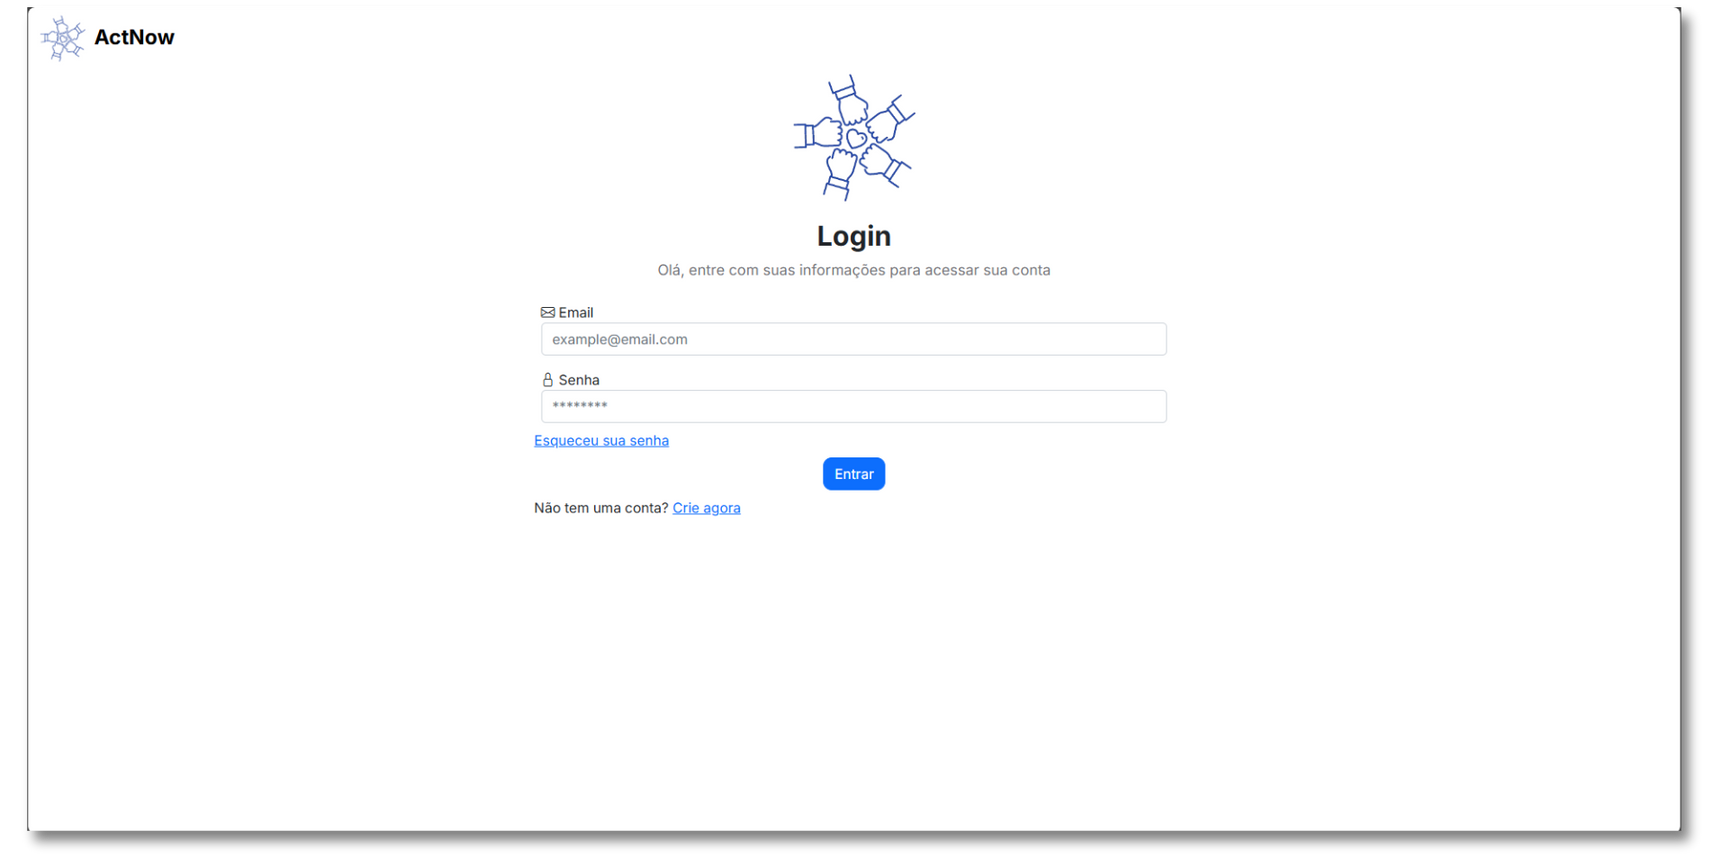 ActNow
Login
Olá, entre com suas informações para acessar sua conta
Email
example@email.com
Senha
********
Esqueceu sua senha
Entrar
Não tem uma conta? Crie agora